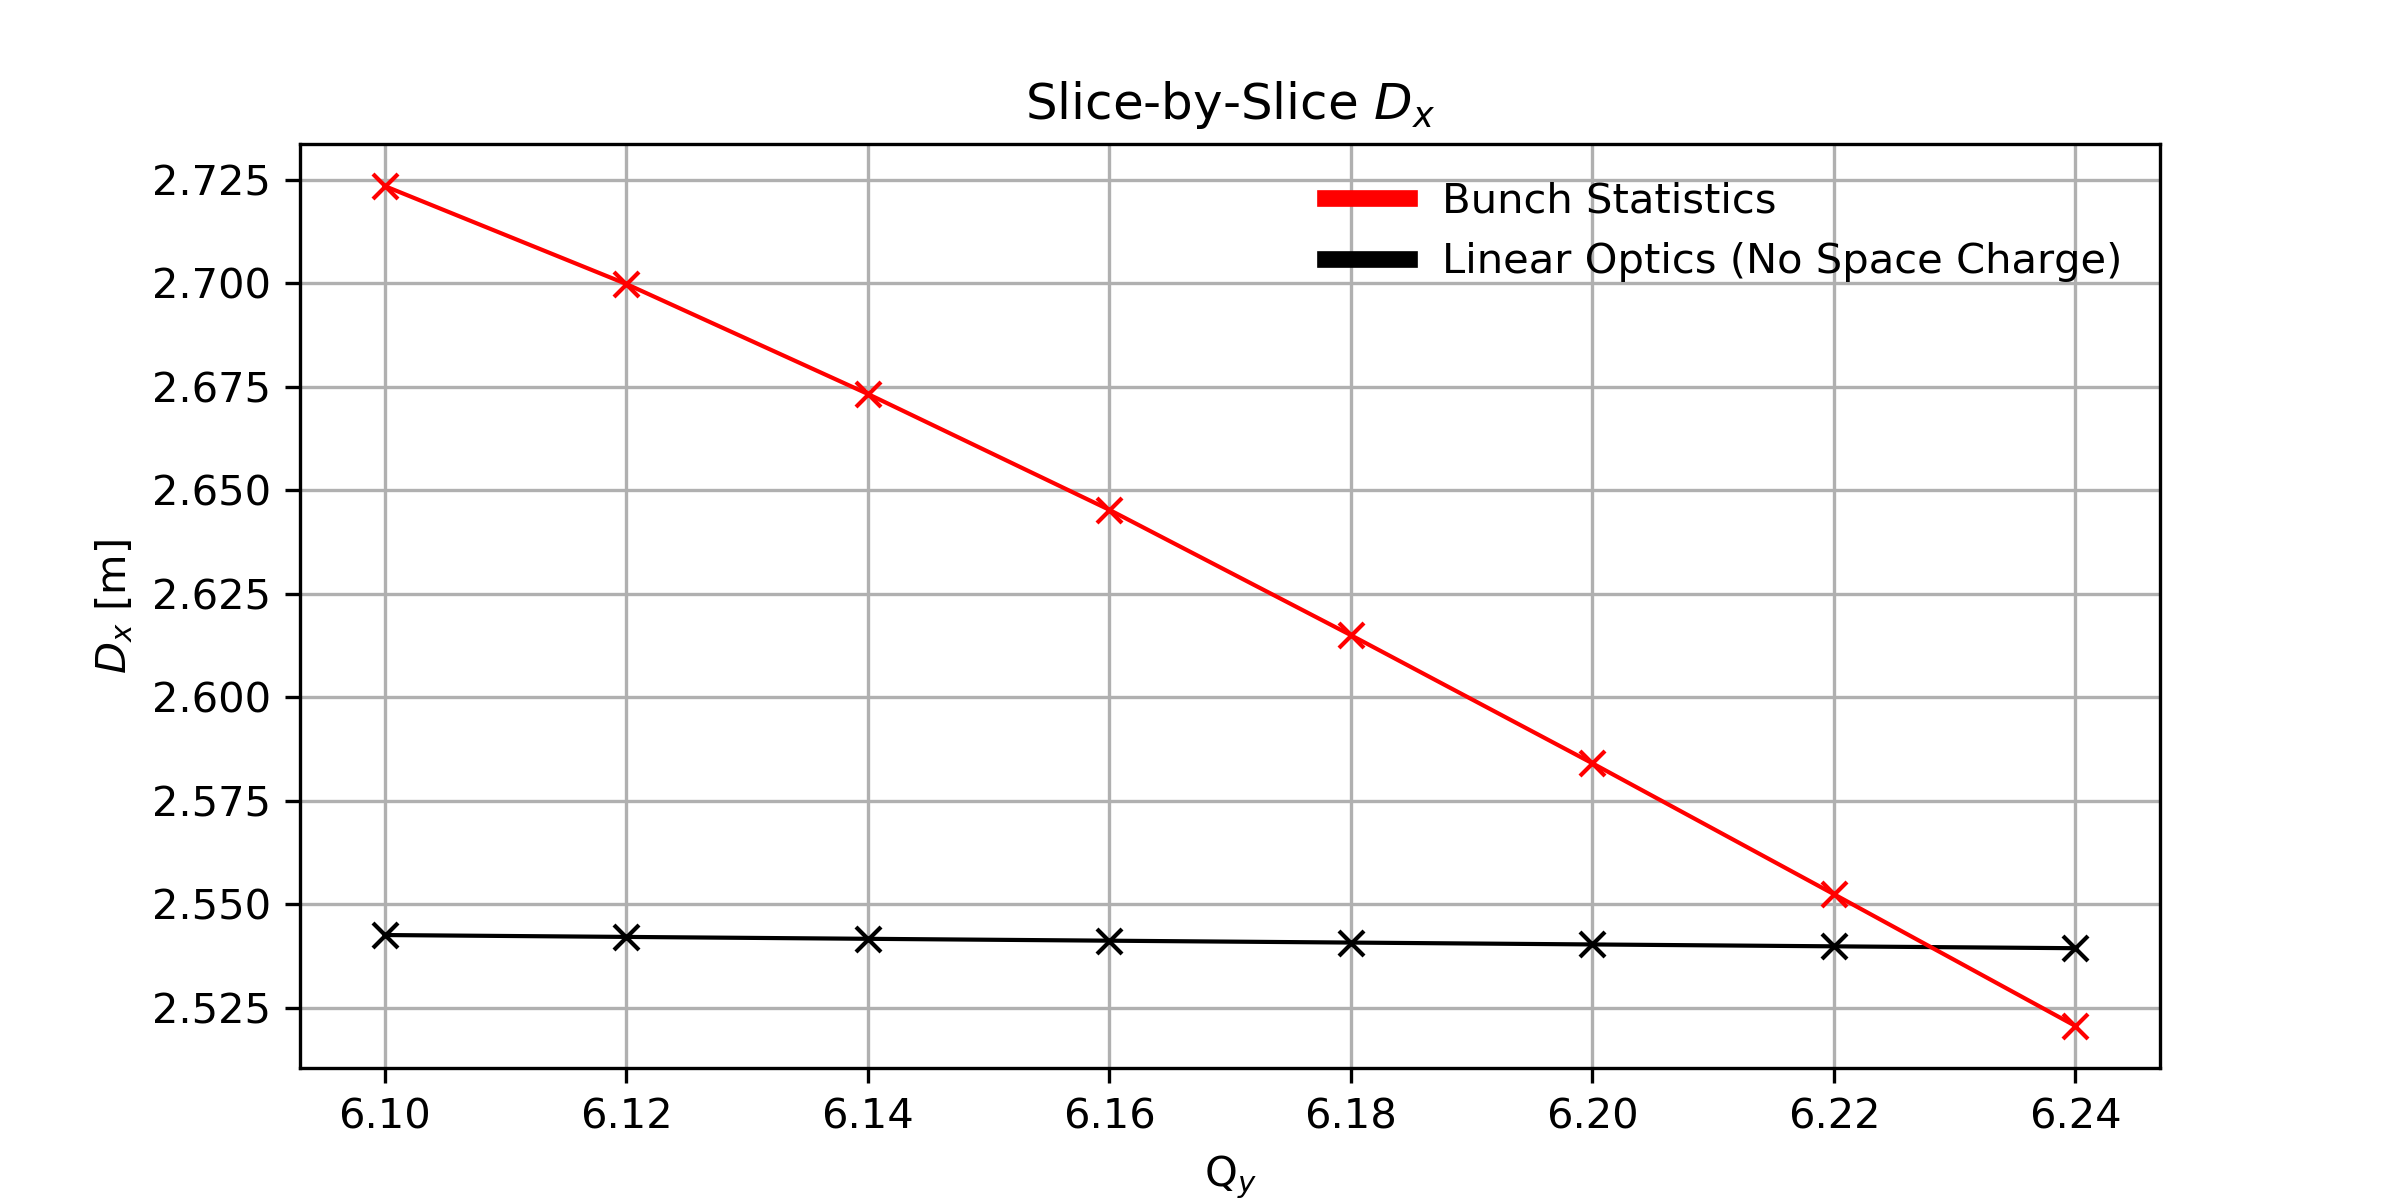 Slice-by-Slice Dₓ
Bunch Statistics
Linear Optics (No Space Charge)
Dₓ [m]
2.725
2.700
2.675
2.650
2.625
2.600
2.575
2.550
2.525
6.10 6.12 6.14 6.16 6.18 6.20 6.22 6.24
Q_y